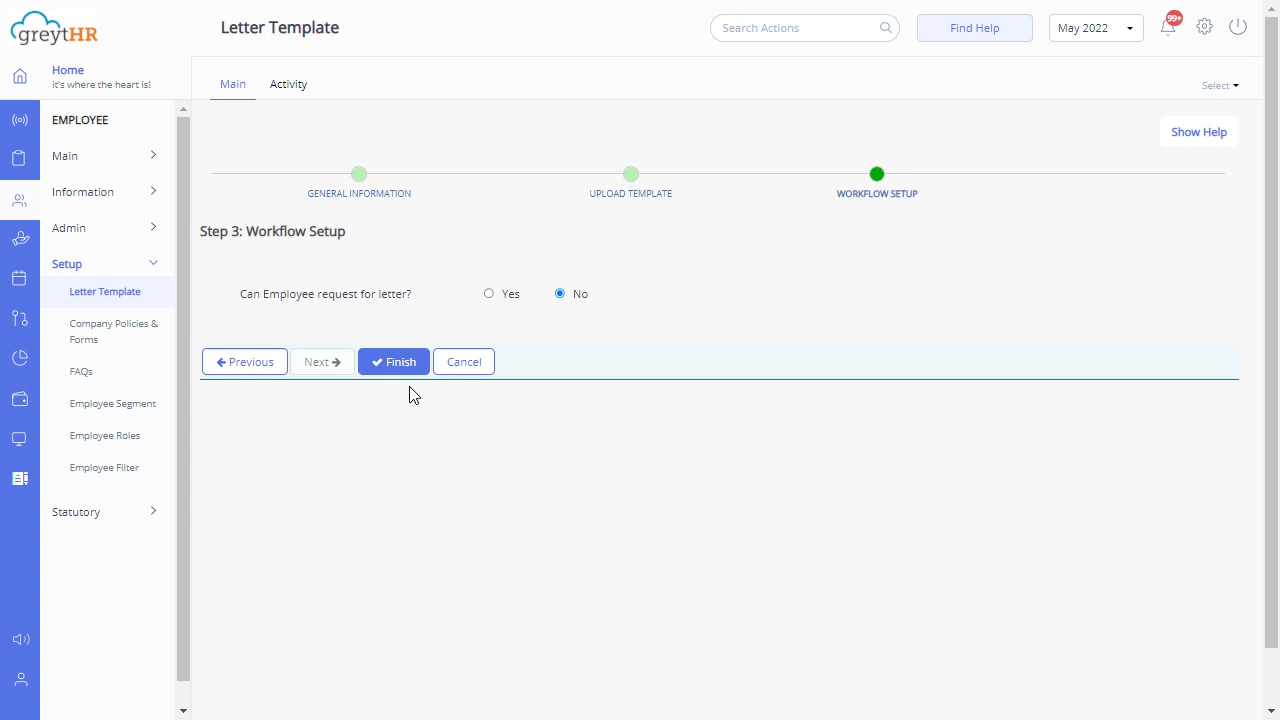 greytHR
Letter Template
Search Actions
Find Help
May 2022
99+
Home
it's where the heart is!
Main
Activity
Select
EMPLOYEE
Main
Information
Admin
Setup
Letter Template
Company Policies &
Forms
FAQs
Employee Segment
Employee Roles
Employee Filter
Statutory
Show Help
GENERAL INFORMATION
UPLOAD TEMPLATE
WORKFLOW SETUP
Step 3: Workflow Setup
Can Employee request for letter?
Yes
No
Previous
Next
Finish
Cancel